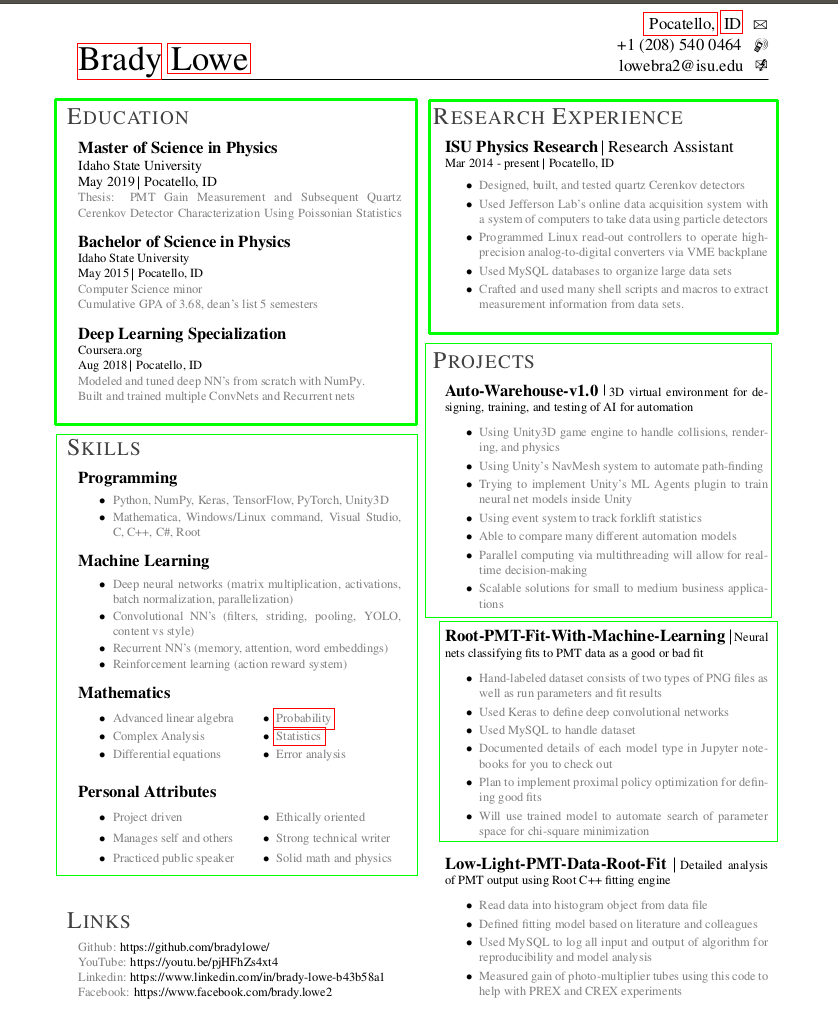 Brady Lowe
Pocatello, ID
+1 (208) 540 0464
lowebra2@isu.edu
EDUCATION
Master of Science in Physics
Idaho State University
May 2019 | Pocatello, ID
Thesis: PMT Gain Measurement and Subsequent Quartz
Cerenkov Detector Characterization Using Poissonian Statistics
Bachelor of Science in Physics
Idaho State University
May 2015 | Pocatello, ID
Computer Science minor
Cumulative GPA of 3.68, dean's list 5 semesters
Deep Learning Specialization
Coursera.org
Aug 2018 | Pocatello, ID
Modeled and tuned deep NN's from scratch with NumPy.
Built and trained multiple ConvNets and Recurrent nets
SKILLS
Programming
• Python, NumPy, Keras, TensorFlow, PyTorch, Unity3D
• Mathematica, Windows/Linux command, Visual Studio,
C, C++, C#, Root
Machine Learning
• Deep neural networks (matrix multiplication, activations,
batch normalization, parallelization)
• Convolutional NN's (filters, striding, pooling, YOLO,
content vs style)
• Recurrent NN's (memory, attention, word embeddings)
• Reinforcement learning (action reward system)
Mathematics
• Advanced linear algebra
• Complex Analysis
• Differential equations
• Probability
• Statistics
• Error analysis
Personal Attributes
• Project driven
• Manages self and others
• Practiced public speaker
• Ethically oriented
• Strong technical writer
• Solid math and physics
LINKS
Github: https://github.com/bradylowe/
YouTube: https://youtu.be/pjHFhZs4xt4
Linkedin: https://www.linkedin.com/in/brady-lowe-b43b58a1
Facebook: https://www.facebook.com/brady.lowe2
RESEARCH EXPERIENCE
ISU Physics Research | Research Assistant
Mar 2014 - present | Pocatello, ID
• Designed, built, and tested quartz Cerenkov detectors
• Used Jefferson Lab's online data acquisition system with
a system of computers to take data using particle detectors
• Programmed Linux read-out controllers to operate high-
precision analog-to-digital converters via VME backplane
• Used MySQL databases to organize large data sets
• Crafted and used many shell scripts and macros to extract
measurement information from data sets.
PROJECTS
Auto-Warehouse-v1.0 | 3D virtual environment for de-
signing, training, and testing of AI for automation
• Using Unity3D game engine to handle collisions, render-
ing, and physics
• Using Unity's NavMesh system to automate path-finding
• Trying to implement Unity's ML Agents plugin to train
neural net models inside Unity
• Using event system to track forklift statistics
• Able to compare many different automation models
• Parallel computing via multithreading will allow for real-
time decision-making
• Scalable solutions for small to medium business applica-
tions
Root-PMT-Fit-With-Machine-Learning | Neural
nets classifying fits to PMT data as a good or bad fit
• Hand-labeled dataset consists of two types of PNG files as
well as run parameters and fit results
• Used Keras to define deep convolutional networks
• Used MySQL to handle dataset
• Documented details of each model type in Jupyter note-
books for you to check out
• Plan to implement proximal policy optimization for defin-
ing good fits
• Will use trained model to automate search of parameter
space for chi-square minimization
Low-Light-PMT-Data-Root-Fit | Detailed analysis
of PMT output using Root C++ fitting engine
• Read data into histogram object from data file
• Defined fitting model based on literature and colleagues
• Used MySQL to log all input and output of algorithm for
reproducibility and model analysis
• Measured gain of photo-multiplier tubes using this code to
help with PREX and CREX experiments